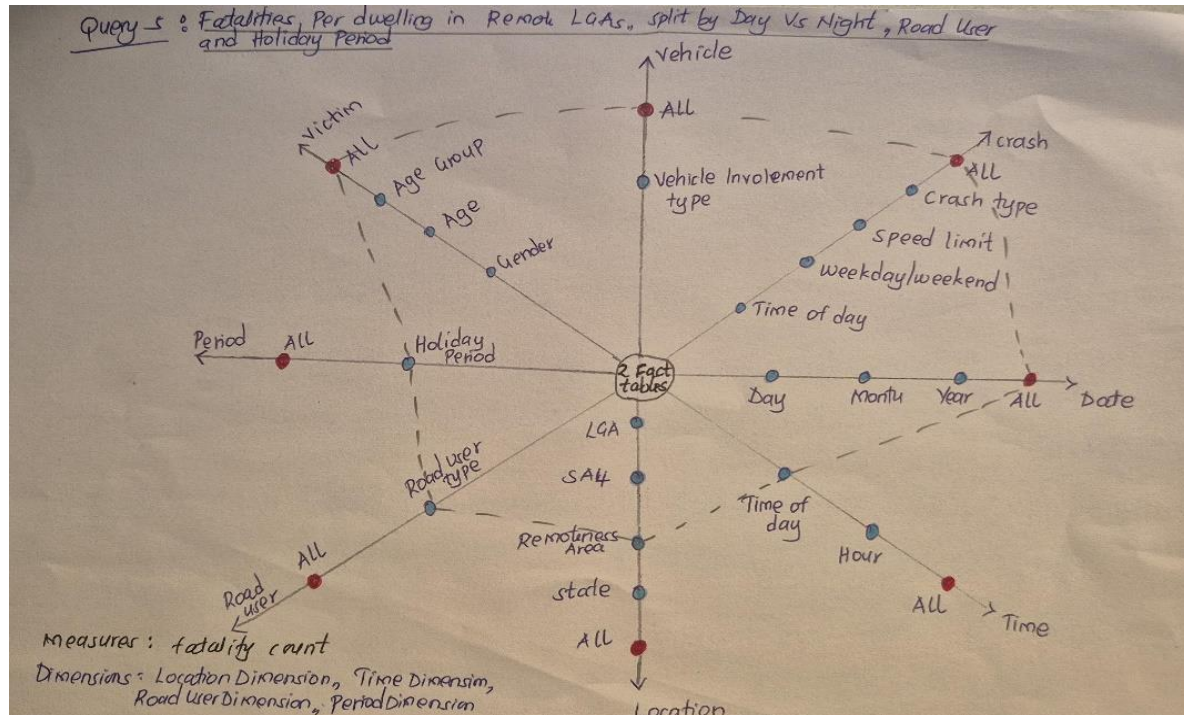 Query 5 : Fatalities, Per dwelling in Remote LGAs. split by Day Vs Night, Road User
and Holiday Period
Vehicle
ALL
Vehicle Involement
type
Victim
ALL
Age Group
Age
Gender
crash
ALL
Crash type
Speed limit
weekday/weekend
Time of day
Period
ALL
Holiday
Period
2 Fact
tables
Day
Month
Year
ALL
Date
LGA
SA4
Remoteness
Area
state
ALL
Location
Road user
type
ALL
Road
user
Time of
day
Hour
ALL
Time
Measures: fatality count
Dimensions: Location Dimension, Time Dimension,
Road User Dimension, Period Dimension